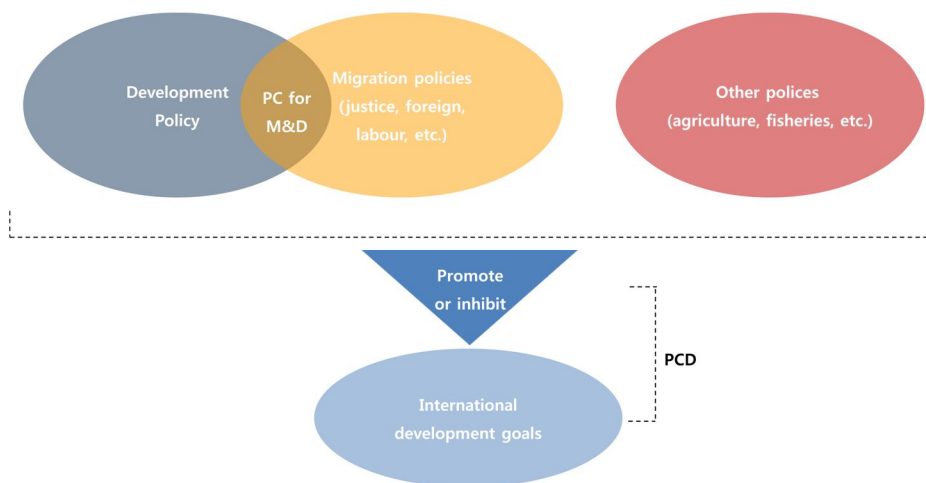 Development
Policy
PC for
M&D
Migration policies
(justice, foreign,
labour, etc.)
Other polices
(agriculture, fisheries, etc.)
Promote
or inhibit
PCD
International
development goals